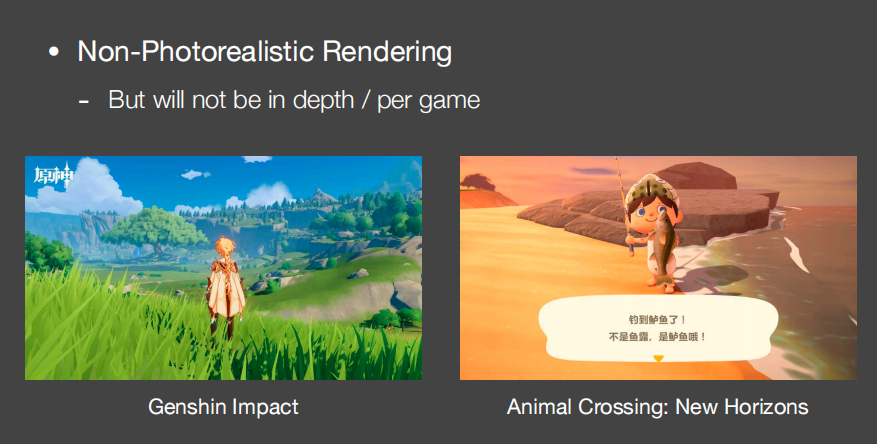 • Non-Photorealistic Rendering
- But will not be in depth / per game
原神
钓到鲈鱼了！
不是鱼露，是鲈鱼哦！
Genshin Impact
Animal Crossing: New Horizons